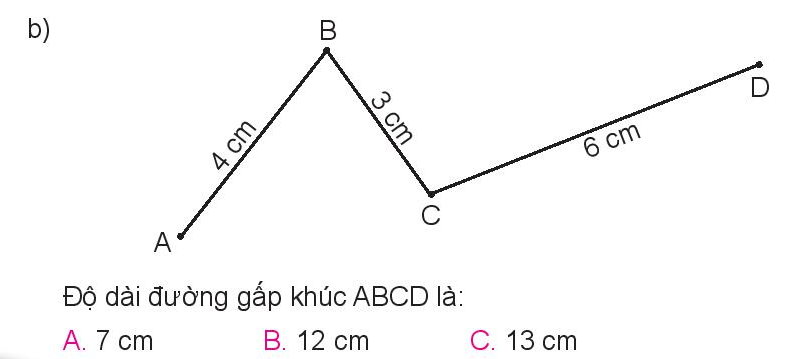 b)
B
D
3 cm
4 cm
6 cm
C
A
Độ dài đường gấp khúc ABCD là:
A. 7 cm B. 12 cm C. 13 cm